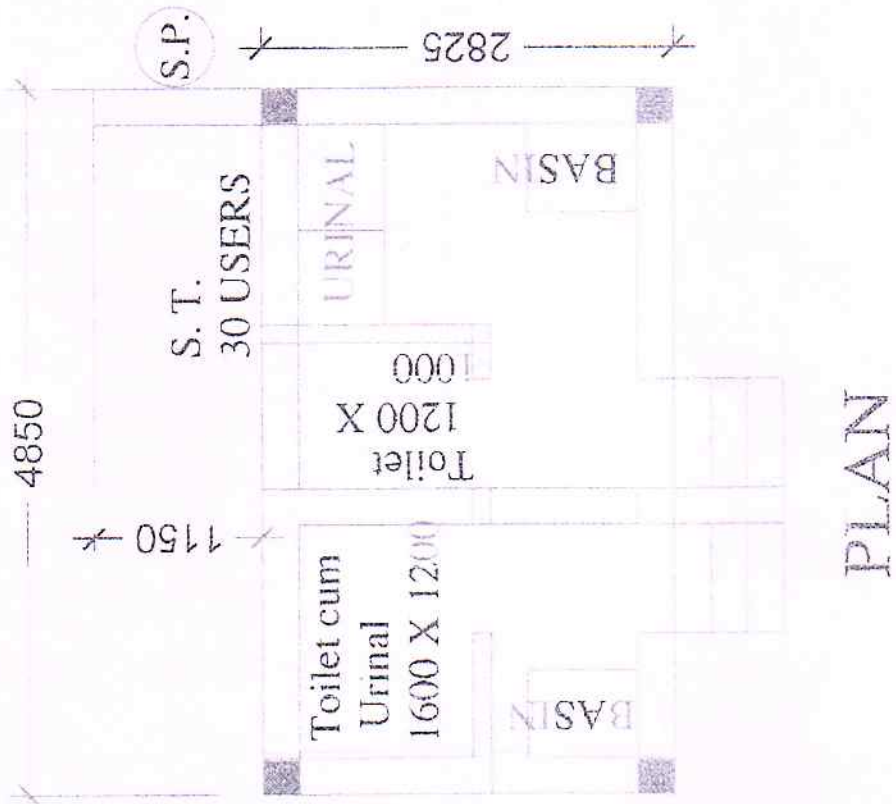 4850
S.P.
2825
S. T.
30 USERS
1150
URINAL
BASIN
Toilet
1200 X
1000
Toilet cum
Urinal
1600 X 1200
BASIN
PLAN